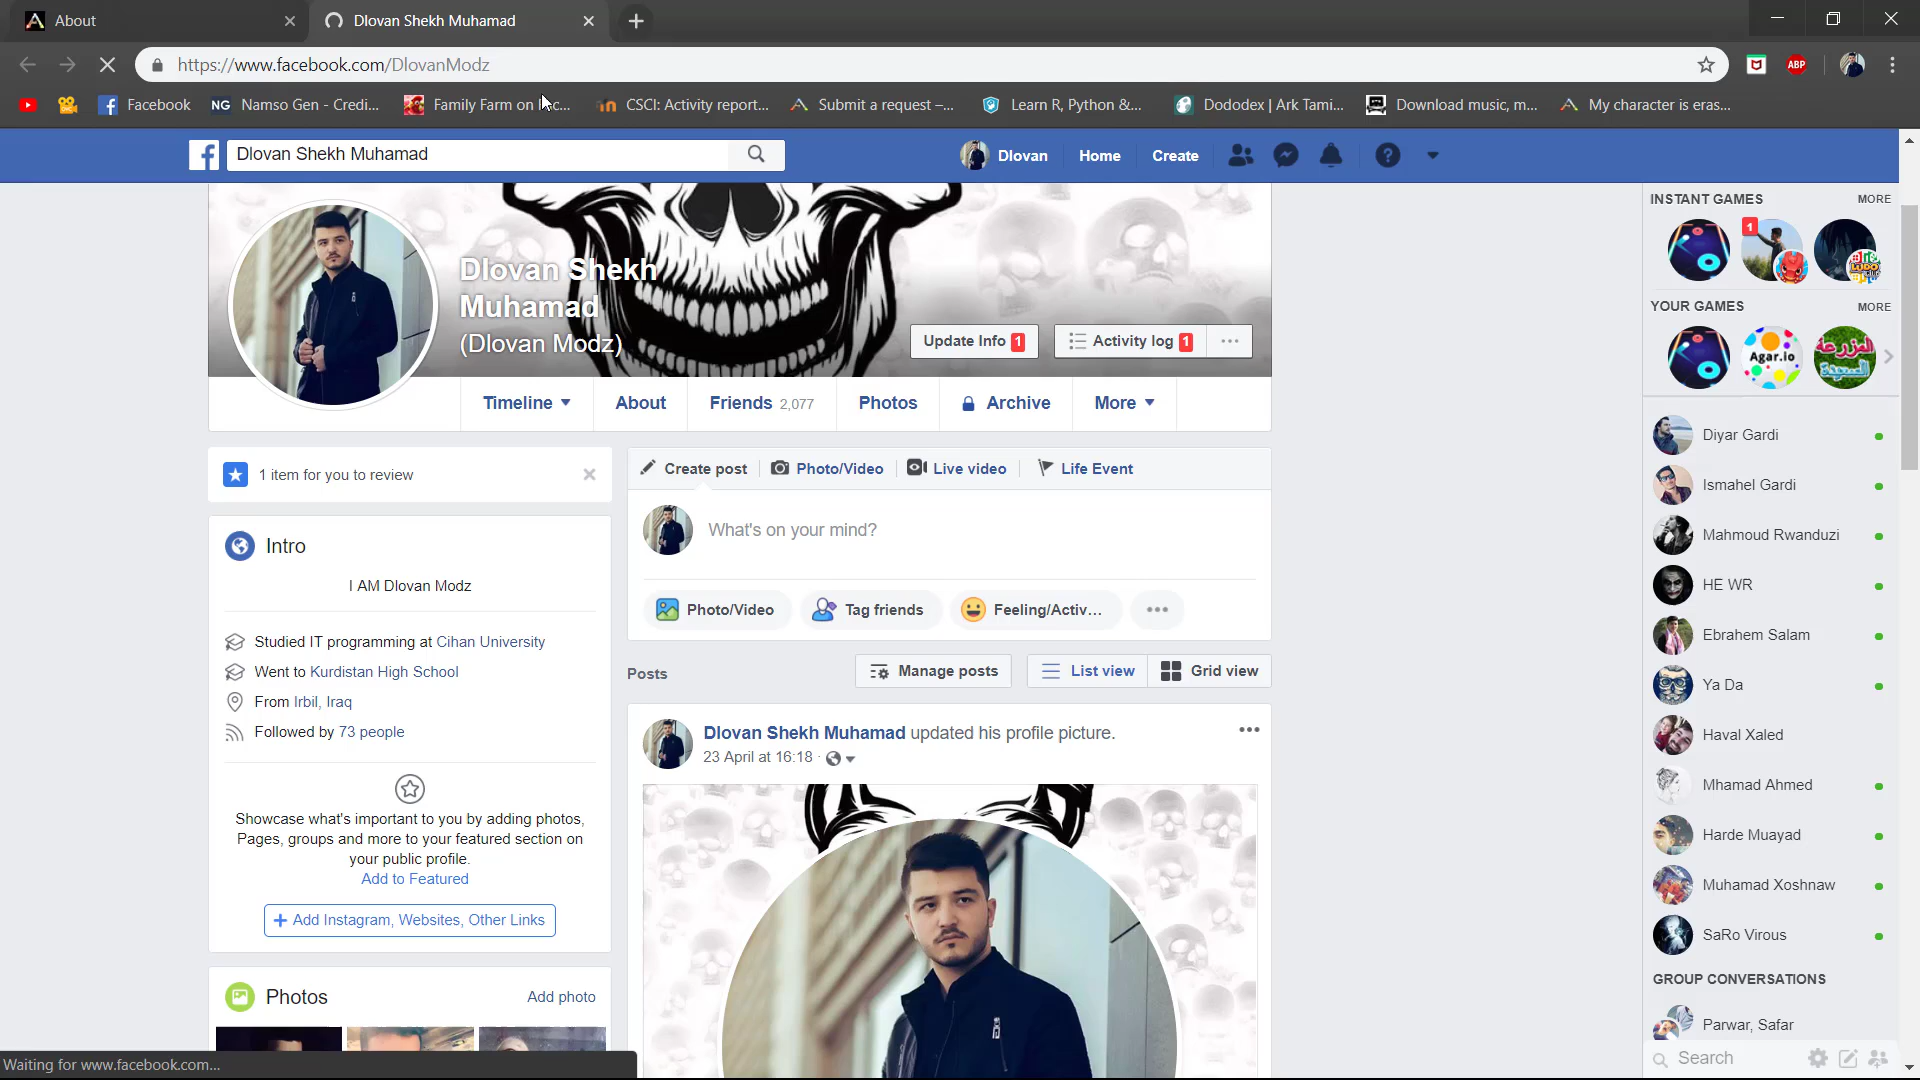 About
Dlovan Shekh Muhamad
https://www.facebook.com/DlovanModz
ABP
Facebook
NG Namso Gen - Credi...
Family Farm on
CSCI: Activity report...
Submit a request –...
Learn R, Python &...
Dododex | Ark Tami...
Download music, m...
My character is eras...
Dlovan Shekh Muhamad
Dlovan
Home
Create
Dlovan Shekh
Muhamad
(Dlovan Modz)
Update Info 1
Activity log 1
Timeline
About
Friends 2,077
Photos
Archive
More
1 item for you to review
Intro
I AM Dlovan Modz
Studied IT programming at Cihan University
Went to Kurdistan High School
From Irbil, Iraq
Followed by 73 people
Showcase what's important to you by adding photos,
Pages, groups and more to your featured section on
your public profile.
Add to Featured
+ Add Instagram, Websites, Other Links
Photos
Add photo
Create post
Photo/Video
Live video
Life Event
What's on your mind?
Photo/Video
Tag friends
Feeling/Activ...
Posts
Manage posts
List view
Grid view
Dlovan Shekh Muhamad updated his profile picture.
23 April at 16:18
INSTANT GAMES
MORE
1
LUDO
YOUR GAMES
MORE
Agar.io
المزرعة
السعيدة
Diyar Gardi
Ismahel Gardi
Mahmoud Rwanduzi
HE WR
Ebrahem Salam
Ya Da
Haval Xaled
Mhamad Ahmed
Harde Muayad
Muhamad Xoshnaw
SaRo Virous
GROUP CONVERSATIONS
Parwar, Safar
Search
Waiting for www.facebook.com...